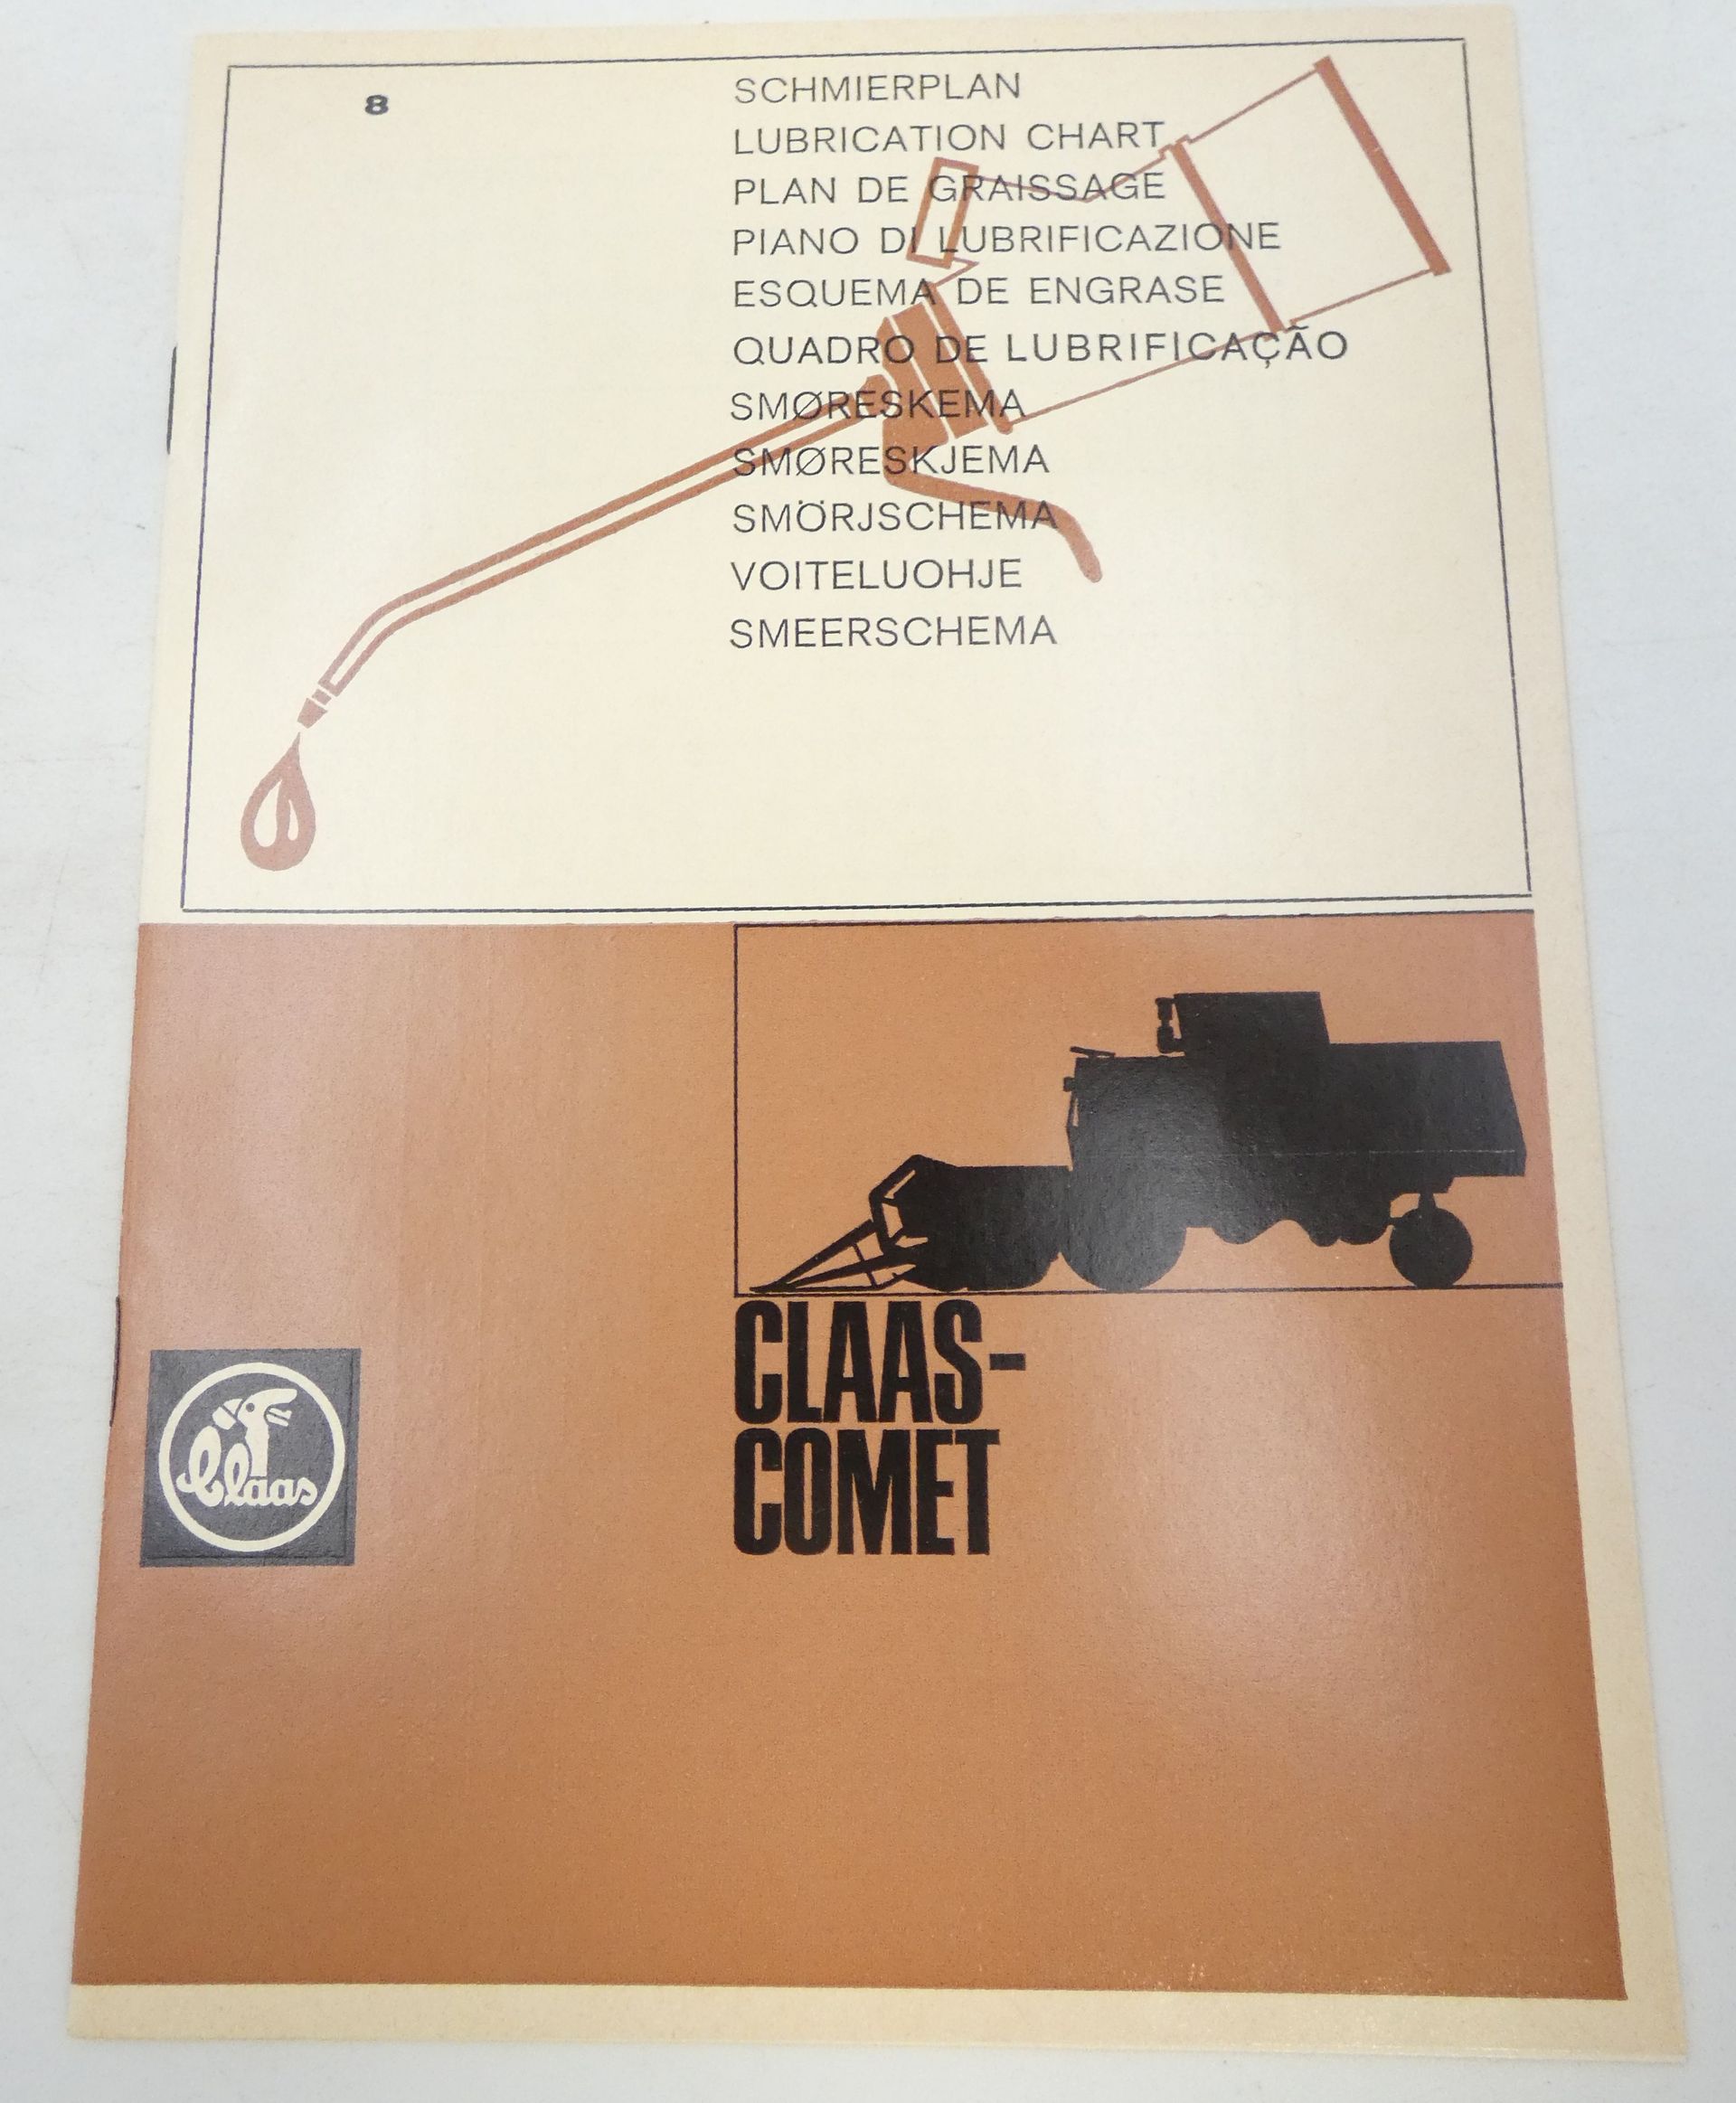 8
SCHMIERPLAN
LUBRICATION CHART
PLAN DE GRAISSAGE
PIANO DI LUBRIFICAZIONE
ESQUEMA DE ENGRASE
QUADRO DE LUBRIFICAÇÃO
SMØRESKEMA
SMØRESKJEMA
SMÖRJSCHEMA
VOITELUOHJE
SMEERSCHEMA
CLAAS-
COMET
Claas